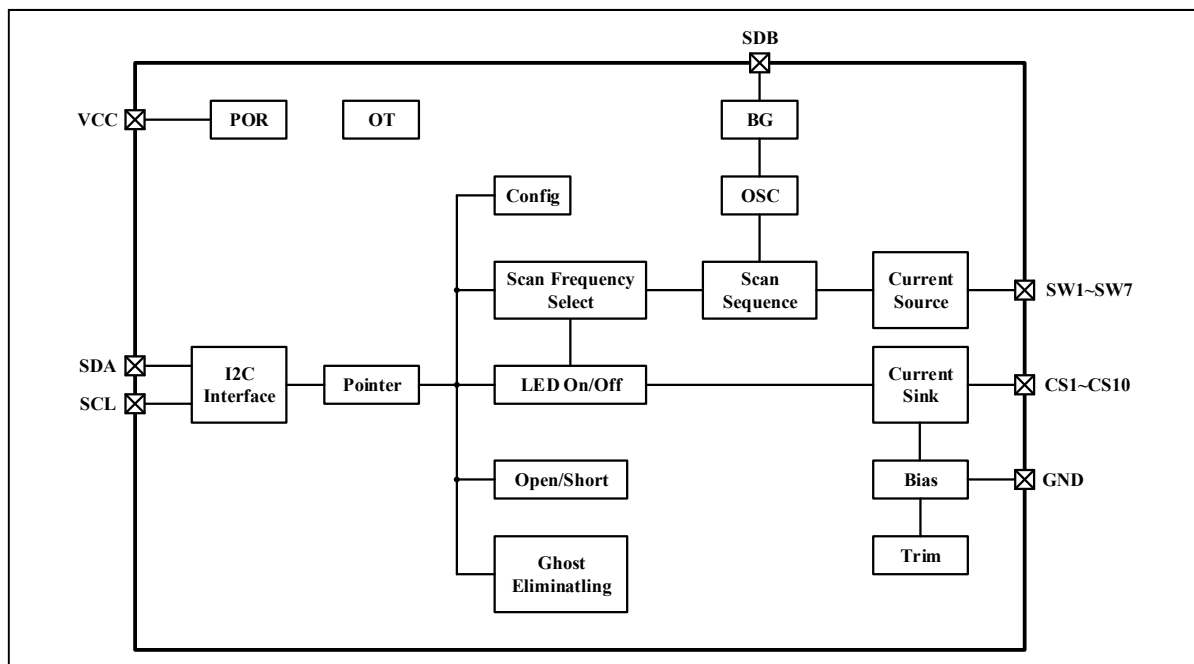 SDB
VCC
POR
OT
BG
Config
OSC
Scan Frequency
Select
Scan
Sequence
Current
Source
SW1~SW7
SDA
SCL
I2C
Interface
Pointer
LED On/Off
Current
Sink
CS1~CS10
Open/Short
Bias
GND
Ghost
Eliminatling
Trim